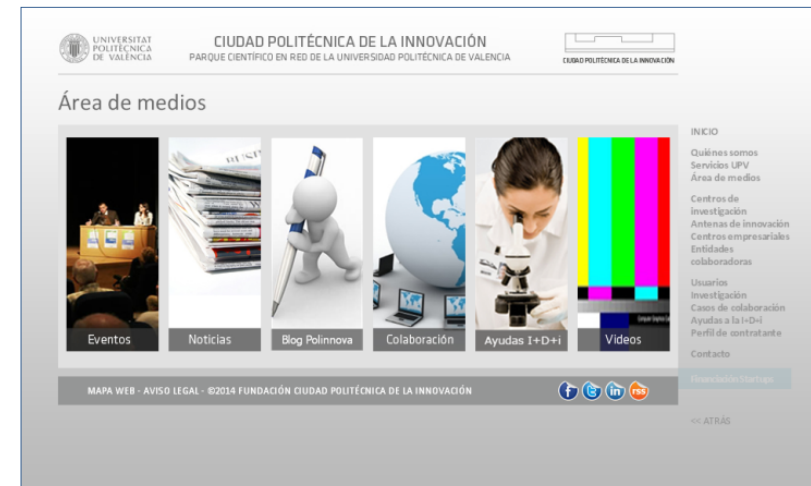 UNIVERSITAT
POLITÈCNICA
DE VALÈNCIA
CIUDAD POLITÉCNICA DE LA INNOVACIÓN
PARQUE CIENTÍFICO EN RED DE LA UNIVERSIDAD POLITÉCNICA DE VALENCIA
CIUDAD POLITÉCNICA DE LA INNOVACIÓN
Área de medios
Eventos
Noticias
Blog Polinnova
Colaboración
Ayudas I+D+i
Videos
MAPA WEB - AVISO LEGAL - ©2014 FUNDACIÓN CIUDAD POLITÉCNICA DE LA INNOVACIÓN
f
in
rss
INICIO
Quiénes somos
Servicios UPV
Área de medios
Centros de
investigación
Antenas de innovación
Centros empresariales
Entidades
colaboradoras
Usuarios
Investigación
Casos de colaboración
Ayudas a la I+D+i
Perfil de contratante
Contacto
Financiación Startups
<< ATRÁS